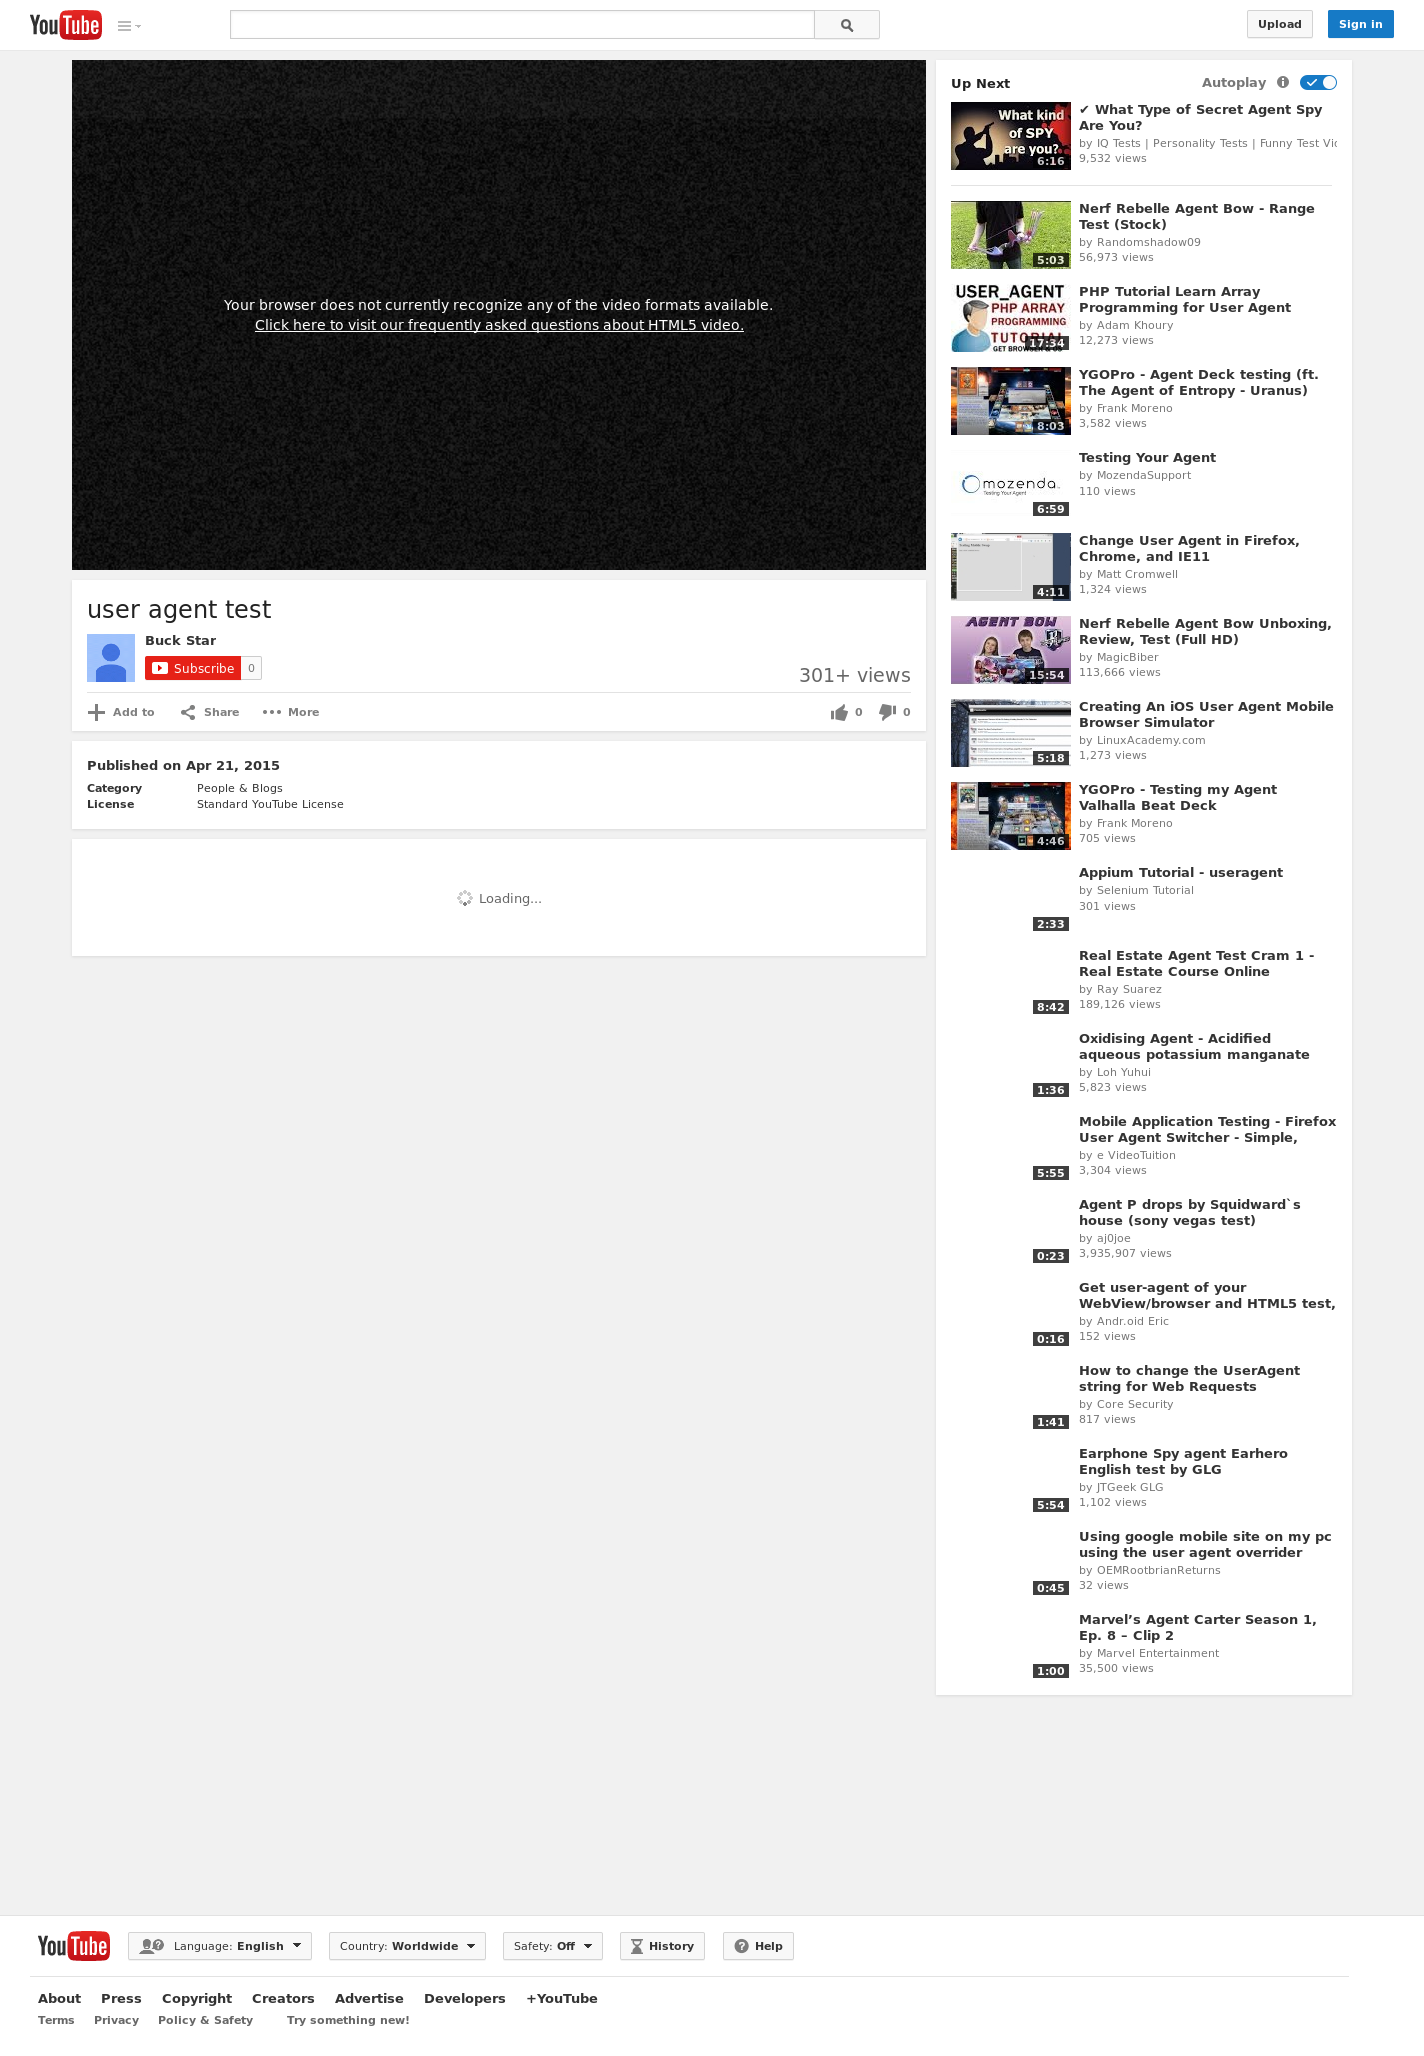 YouTube
Upload
Sign in
Your browser does not currently recognize any of the video formats available.
Click here to visit our frequently asked questions about HTML5 video.
user agent test
Buck Star
Subscribe 0
301+ views
Add to
Share
More
0
0
Published on Apr 21, 2015
Category People & Blogs
License Standard YouTube License
Loading...
Up Next
Autoplay
What kind
of SPY
are you?
6:16
✔ What Type of Secret Agent Spy
Are You?
by IQ Tests | Personality Tests | Funny Test
9,532 views
5:03
Nerf Rebelle Agent Bow - Range
Test (Stock)
by Randomshadow09
56,973 views
USER_AGENT
PHP ARRAY
PROGRAMMING
TUTORIAL
GET BROWSER & OS
17:34
PHP Tutorial Learn Array
Programming for User Agent
by Adam Khoury
12,273 views
8:03
YGOPro - Agent Deck testing (ft.
The Agent of Entropy - Uranus)
by Frank Moreno
3,582 views
mozenda
Testing Your Agent
6:59
Testing Your Agent
by MozendaSupport
110 views
4:11
Change User Agent in Firefox,
Chrome, and IE11
by Matt Cromwell
1,324 views
AGENT BOW
15:54
Nerf Rebelle Agent Bow Unboxing,
Review, Test (Full HD)
by MagicBiber
113,666 views
5:18
Creating An iOS User Agent Mobile
Browser Simulator
by LinuxAcademy.com
1,273 views
4:46
YGOPro - Testing my Agent
Valhalla Beat Deck
by Frank Moreno
705 views
2:33
Appium Tutorial - useragent
by Selenium Tutorial
301 views
8:42
Real Estate Agent Test Cram 1 -
Real Estate Course Online
by Ray Suarez
189,126 views
1:36
Oxidising Agent - Acidified
aqueous potassium manganate
by Loh Yuhui
5,823 views
5:55
Mobile Application Testing - Firefox
User Agent Switcher - Simple,
by e VideoTuition
3,304 views
0:23
Agent P drops by Squidward`s
house (sony vegas test)
by aj0joe
3,935,907 views
0:16
Get user-agent of your
WebView/browser and HTML5 test,
by Andr.oid Eric
152 views
1:41
How to change the UserAgent
string for Web Requests
by Core Security
817 views
5:54
Earphone Spy agent Earhero
English test by GLG
by JTGeek GLG
1,102 views
0:45
Using google mobile site on my pc
using the user agent overrider
by OEMRootbrianReturns
32 views
1:00
Marvel’s Agent Carter Season 1,
Ep. 8 – Clip 2
by Marvel Entertainment
35,500 views
YouTube
Language: English
Country: Worldwide
Safety: Off
History
Help
About Press Copyright Creators Advertise Developers +YouTube
Terms Privacy Policy & Safety Try something new!